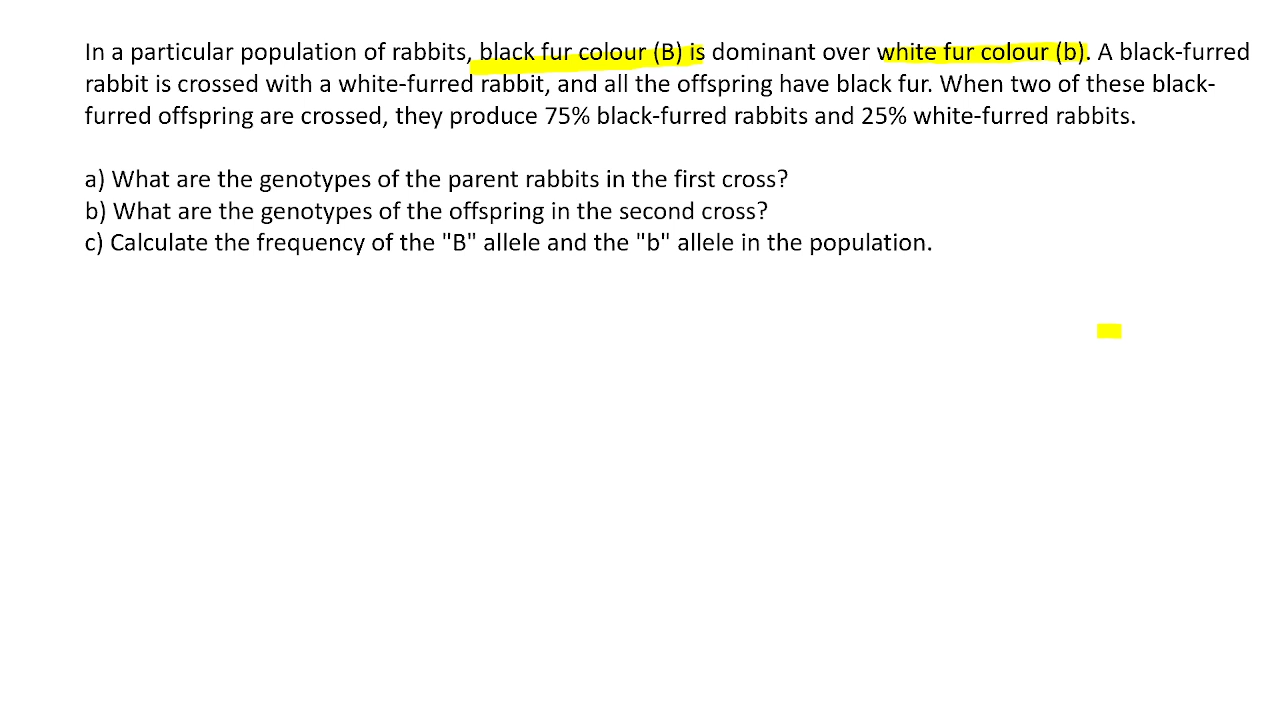 In a particular population of rabbits, black fur colour (B) is dominant over white fur colour (b). A black-furred
rabbit is crossed with a white-furred rabbit, and all the offspring have black fur. When two of these black-
furred offspring are crossed, they produce 75% black-furred rabbits and 25% white-furred rabbits.
a) What are the genotypes of the parent rabbits in the first cross?
b) What are the genotypes of the offspring in the second cross?
c) Calculate the frequency of the "B" allele and the "b" allele in the population.